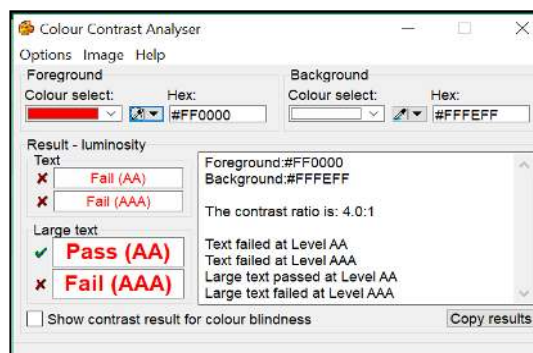 Colour Contrast Analyser
Options Image Help
Foreground
Colour select: Hex:
#FF0000
Background
Colour select: Hex:
#FFFEFF
Result - luminosity
Text
Fail (AA)
Fail (AAA)
Large text
Pass (AA)
Fail (AAA)
Foreground:#FF0000
Background:#FFFEFF
The contrast ratio is: 4.0:1
Text failed at Level AA
Text failed at Level AAA
Large text passed at Level AA
Large text failed at Level AAA
Show contrast result for colour blindness
Copy results